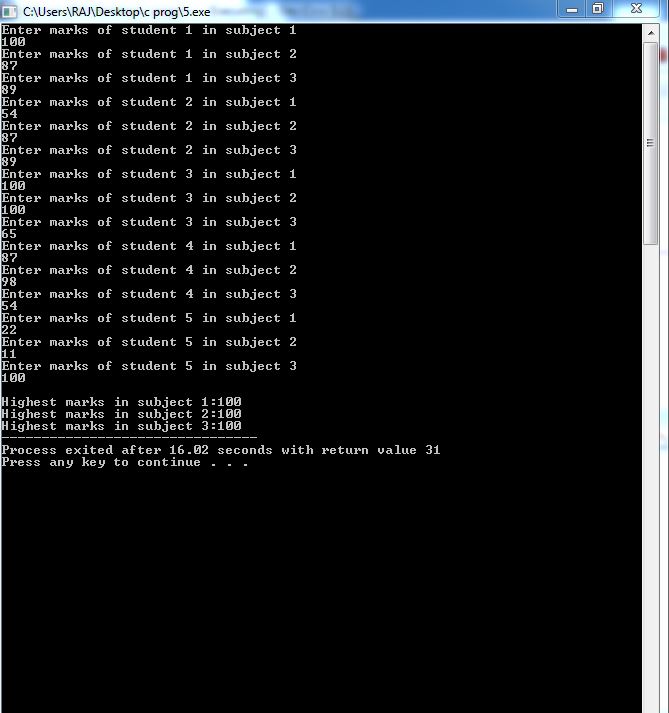 C:\Users\RAJ\Desktop\c prog\5.exe
Enter marks of student 1 in subject 1
100
Enter marks of student 1 in subject 2
87
Enter marks of student 1 in subject 3
89
Enter marks of student 2 in subject 1
54
Enter marks of student 2 in subject 2
87
Enter marks of student 2 in subject 3
89
Enter marks of student 3 in subject 1
100
Enter marks of student 3 in subject 2
100
Enter marks of student 3 in subject 3
65
Enter marks of student 4 in subject 1
87
Enter marks of student 4 in subject 2
98
Enter marks of student 4 in subject 3
54
Enter marks of student 5 in subject 1
22
Enter marks of student 5 in subject 2
11
Enter marks of student 5 in subject 3
100
Highest marks in subject 1:100
Highest marks in subject 2:100
Highest marks in subject 3:100
--------------------------------
Process exited after 16.02 seconds with return value 31
Press any key to continue . . .